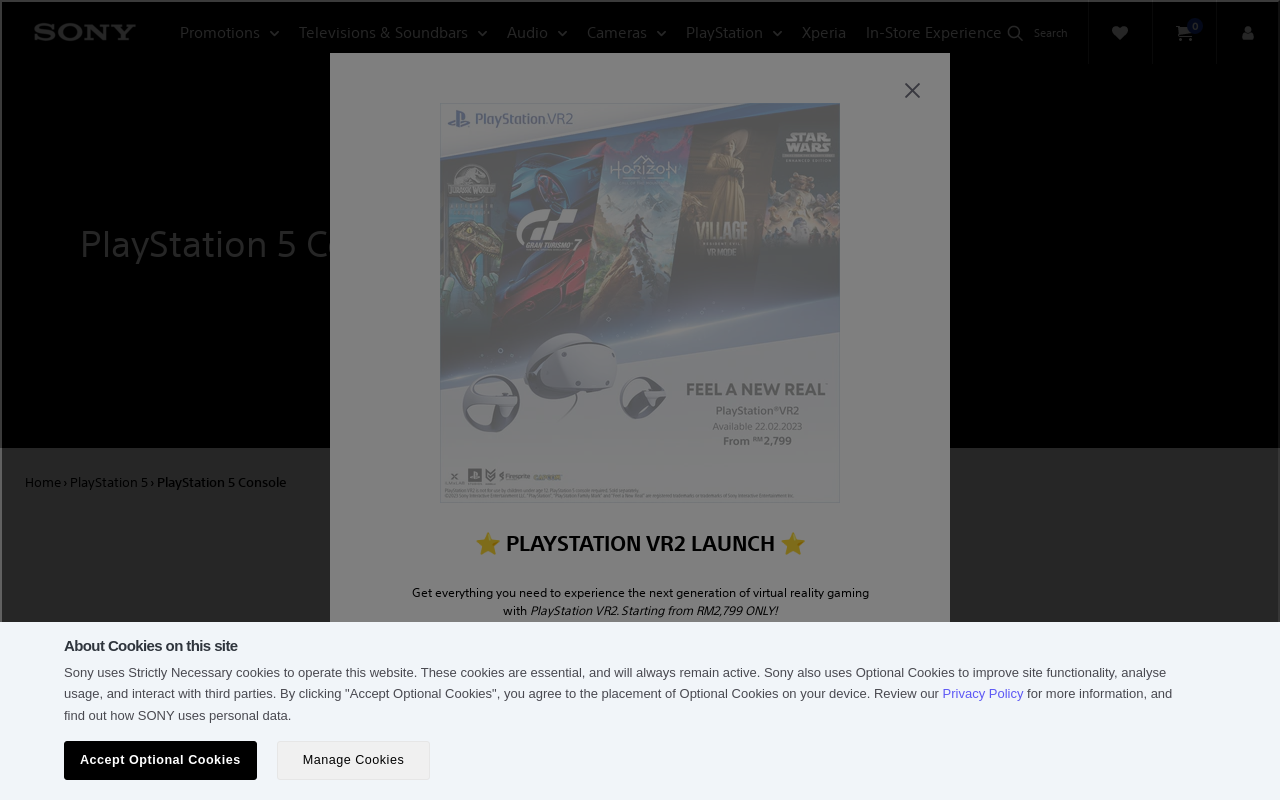 SONY
Promotions
Televisions & Soundbars
Audio
Cameras
PlayStation
Xperia
In-Store Experience
Search
0
PlayStation 5 Co
PlayStation VR2
JURASSIC WORLD
GT
GRAN TURISMO 7
HORIZON
VILLAGE
VR MODE
STAR WARS
FEEL A NEW REAL
PlayStation®VR2
Available 22.02.2023
From RM2,799
Home › PlayStation 5 › PlayStation 5 Console
⭐ PLAYSTATION VR2 LAUNCH ⭐
Get everything you need to experience the next generation of virtual reality gaming
with PlayStation VR2. Starting from RM2,799 ONLY!
About Cookies on this site
Sony uses Strictly Necessary cookies to operate this website. These cookies are essential, and will always remain active. Sony also uses Optional Cookies to improve site functionality, analyse
usage, and interact with third parties. By clicking "Accept Optional Cookies", you agree to the placement of Optional Cookies on your device. Review our Privacy Policy for more information, and
find out how SONY uses personal data.
Accept Optional Cookies
Manage Cookies